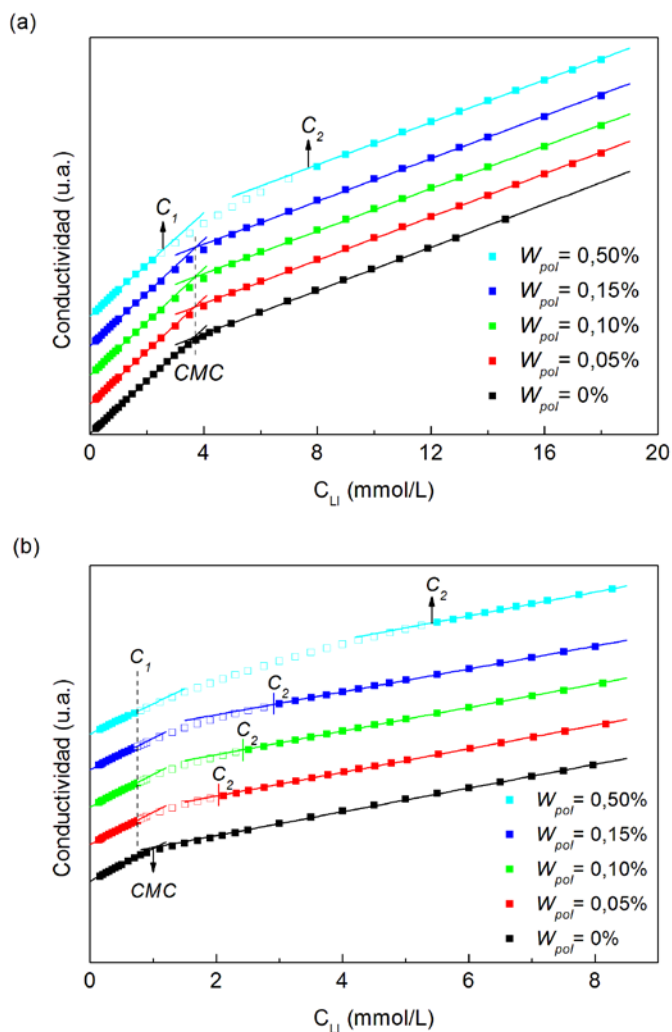 (a)
Conductividad (u.a.)
C2
C1
CMC
Wpol= 0,50%
Wpol= 0,15%
Wpol= 0,10%
Wpol= 0,05%
Wpol= 0%
0 4 8 12 16 20
CLI (mmol/L)
(b)
Conductividad (u.a.)
C2
C1
C2
C2
C2
CMC
Wpol= 0,50%
Wpol= 0,15%
Wpol= 0,10%
Wpol= 0,05%
Wpol= 0%
0 2 4 6 8
CLI (mmol/L)